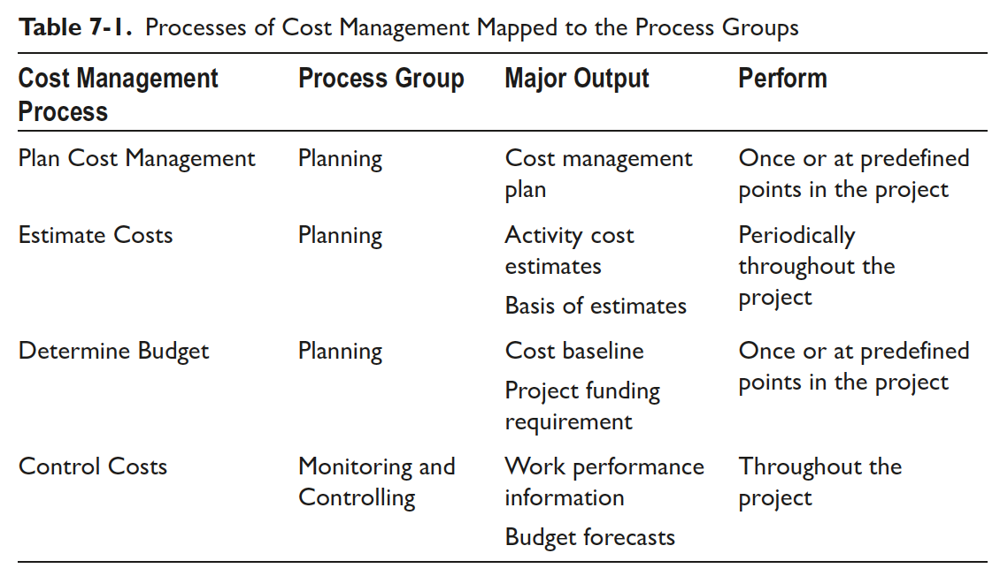 Table 7-1. Processes of Cost Management Mapped to the Process Groups
Cost Management Process Process Group Major Output Perform
Plan Cost Management Planning Cost management plan Once or at predefined points in the project
Estimate Costs Planning Activity cost estimates Periodically throughout the project
Basis of estimates
Determine Budget Planning Cost baseline Once or at predefined points in the project
Project funding requirement
Control Costs Monitoring and Controlling Work performance information Throughout the project
Budget forecasts